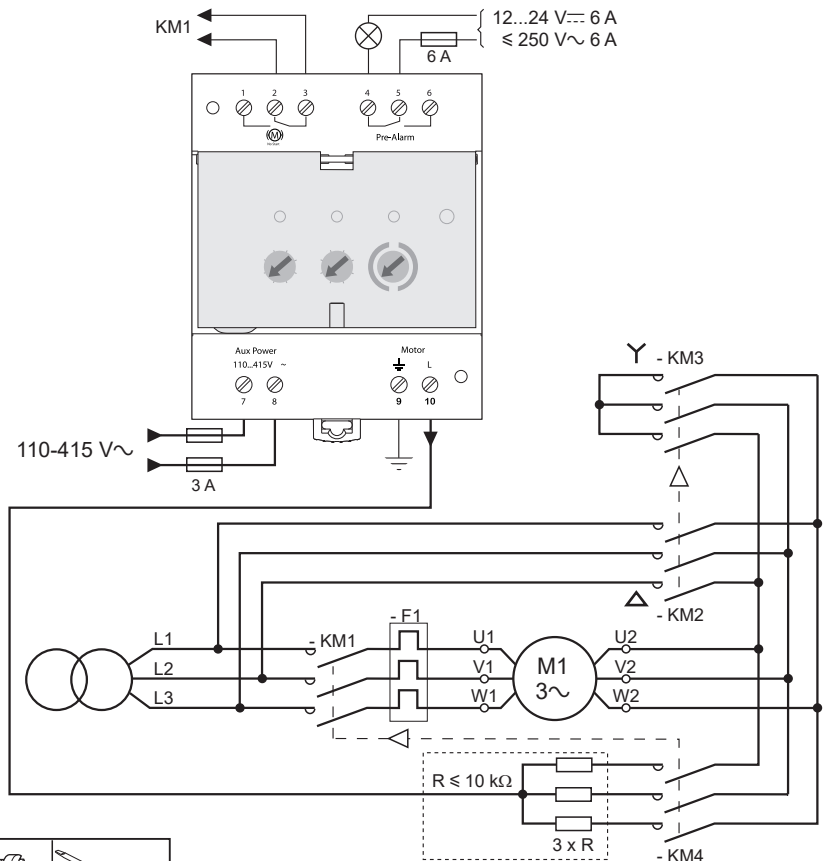 KM1
12...24 V⎓ 6 A
≤ 250 V∼ 6 A
6 A
1 2 3 4 5 6
M
Pre-Alarm
Aux Power
110...415V ~
7 8
Motor
L
9 10
110-415 V∼
3 A
Y - KM3
Δ - KM2
L1
L2
L3
- KM1
- F1
U1
V1
W1
M1
3∼
U2
V2
W2
R ≤ 10 kΩ
3 x R
- KM4